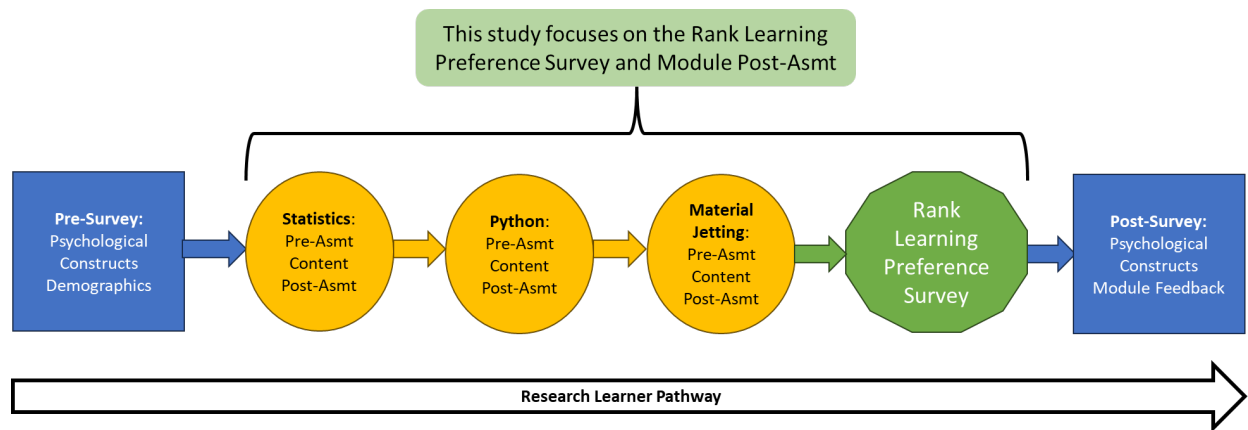 This study focuses on the Rank Learning
Preference Survey and Module Post-Asmt
Pre-Survey:
Psychological
Constructs
Demographics
Statistics:
Pre-Asmt
Content
Post-Asmt
Python:
Pre-Asmt
Content
Post-Asmt
Material
Jetting:
Pre-Asmt
Content
Post-Asmt
Rank
Learning
Preference
Survey
Post-Survey:
Psychological
Constructs
Module Feedback
Research Learner Pathway